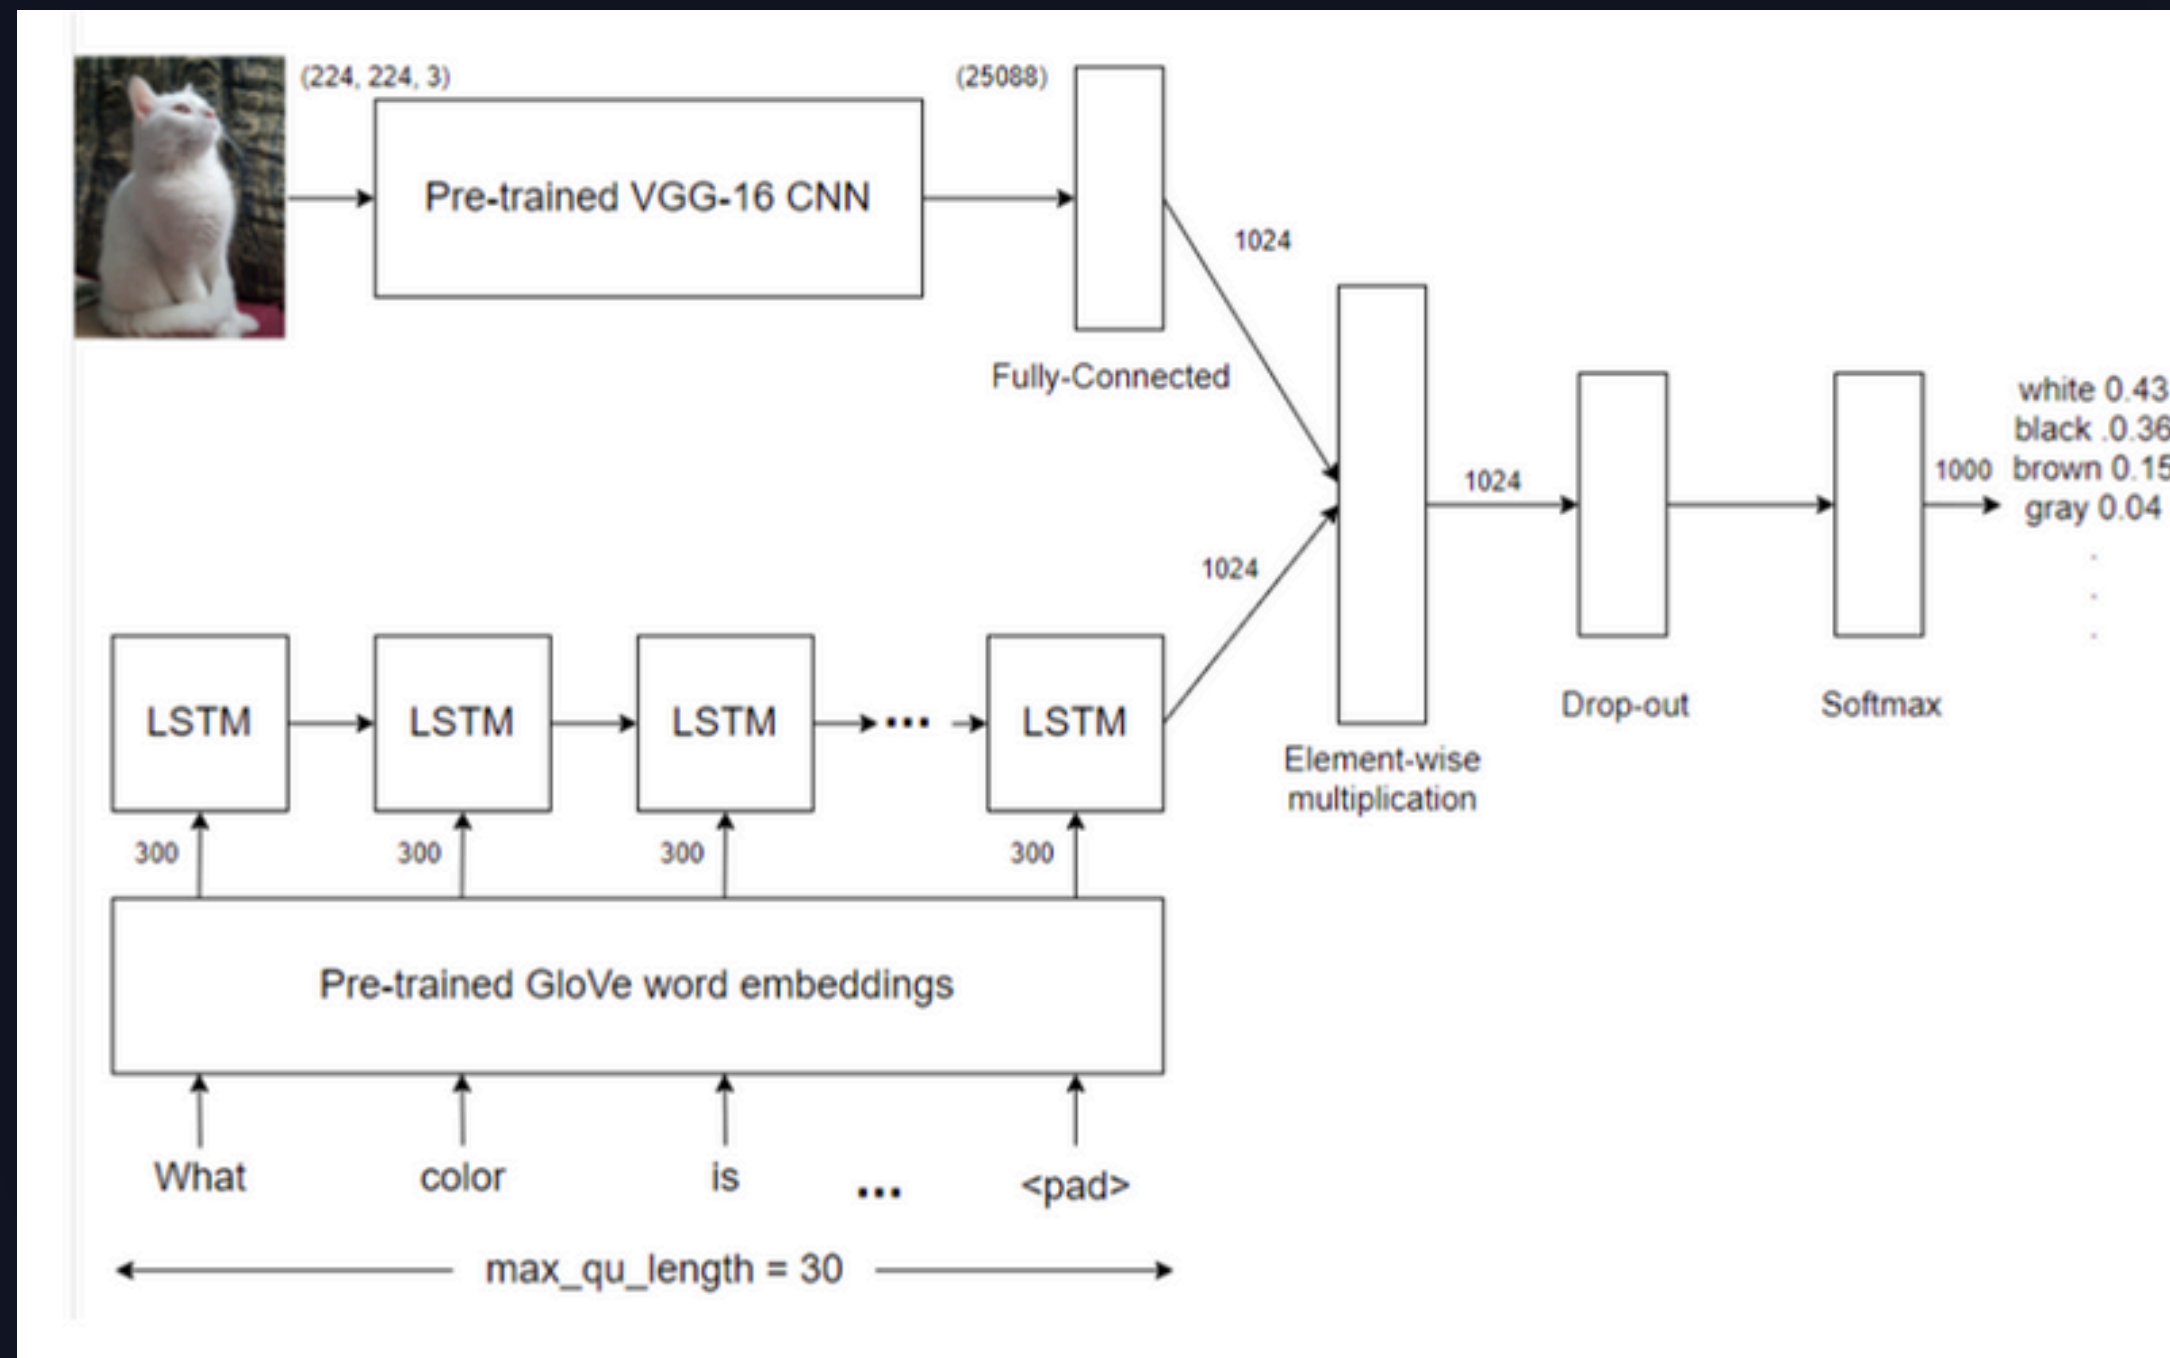 (224, 224, 3)
(25088)
Pre-trained VGG-16 CNN
1024
Fully-Connected
white 0.43
black .0.36
1000 brown 0.15
gray 0.04
.
.
.
1024
1024
LSTM LSTM LSTM ... LSTM
Drop-out Softmax
Element-wise
multiplication
300 300 300 300
Pre-trained GloVe word embeddings
What color is ... <pad>
max_qu_length = 30